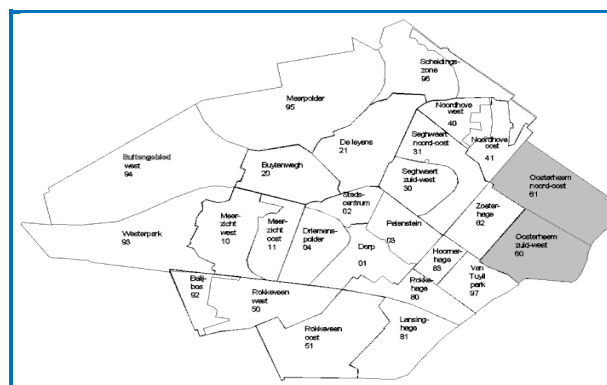 Scheidings-
zone
96
Meerpolder
95
Noordhove
west
40
Noordhove
oost
41
De leyens
21
Seghwaert
noord-oost
31
Buitengebied
west
94
Buytenwegh
20
Seghwaert
zuid-west
30
Oosterheem
noord-oost
61
Stads-
centrum
02
Zoeter-
hage
82
Westerpark
93
Meer-
zicht
west
10
Meer-
zicht
oost
11
Driemans-
polder
04
Palenstein
03
Dorp
01
Oosterheem
zuid-west
60
Hoorner-
hage
83
Van
Tuyll
park
97
Rokke-
hage
80
Balij-
bos
92
Rokkeveen
west
50
Rokkeveen
oost
51
Lansing-
hage
81